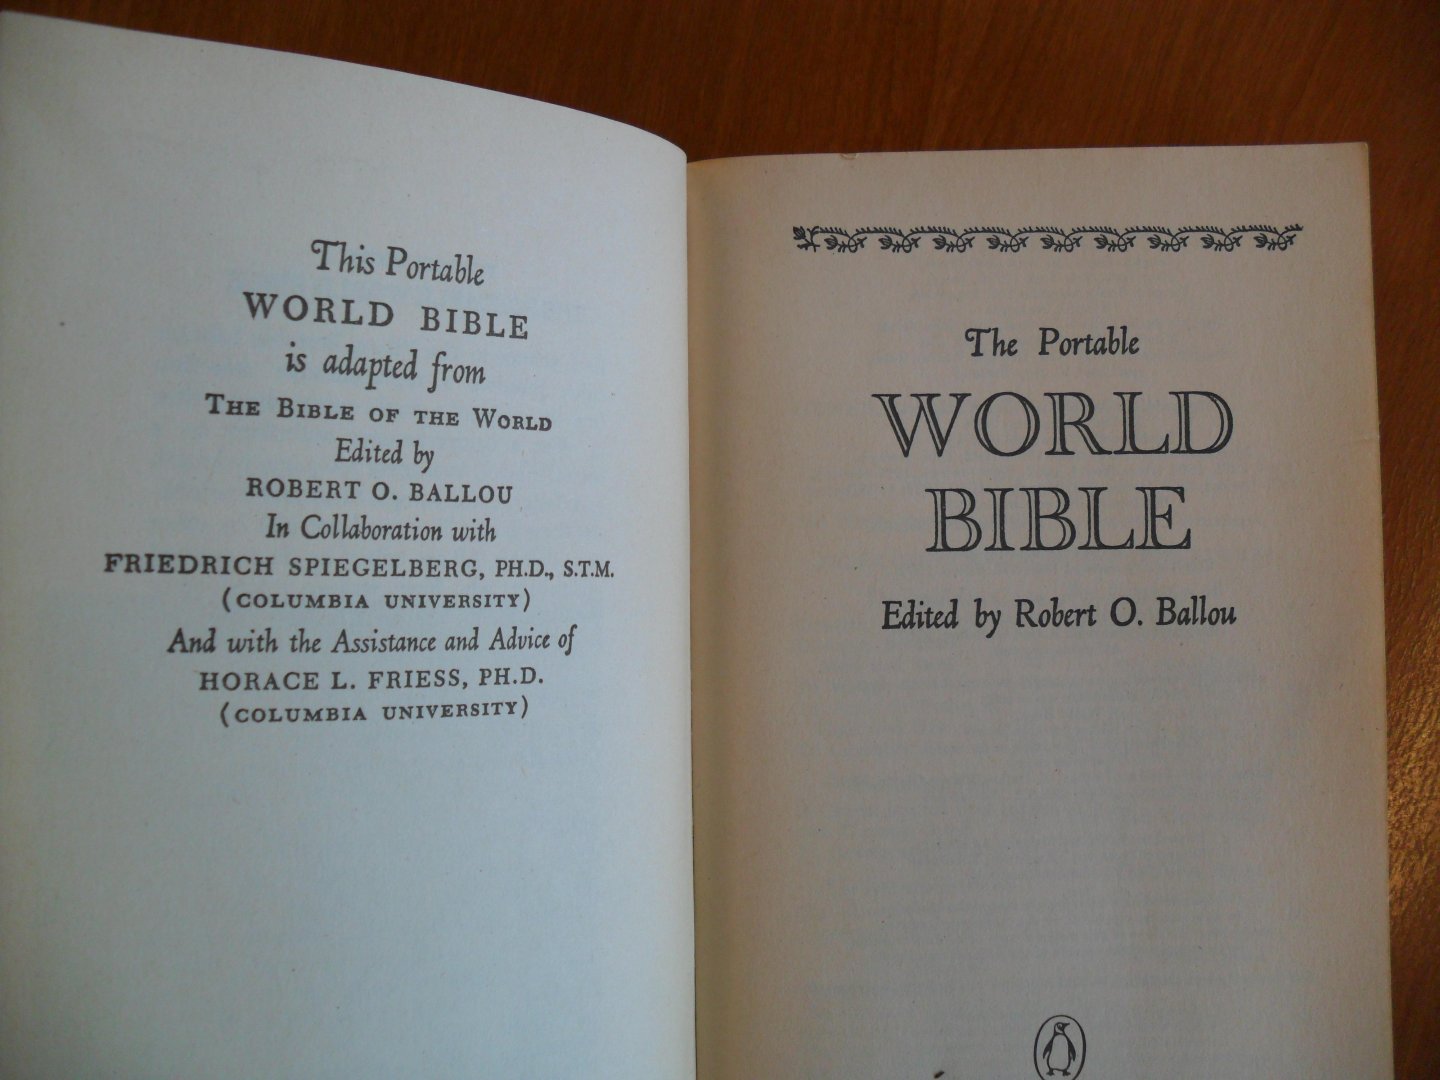 This Portable
WORLD BIBLE
is adapted from
THE BIBLE OF THE WORLD
Edited by
ROBERT O. BALLOU
In Collaboration with
FRIEDRICH SPIEGELBERG, PH.D., S.T.M.
(COLUMBIA UNIVERSITY)
And with the Assistance and Advice of
HORACE L. FRIESS, PH.D.
(COLUMBIA UNIVERSITY)
The Portable
WORLD
BIBLE
Edited by Robert O. Ballou